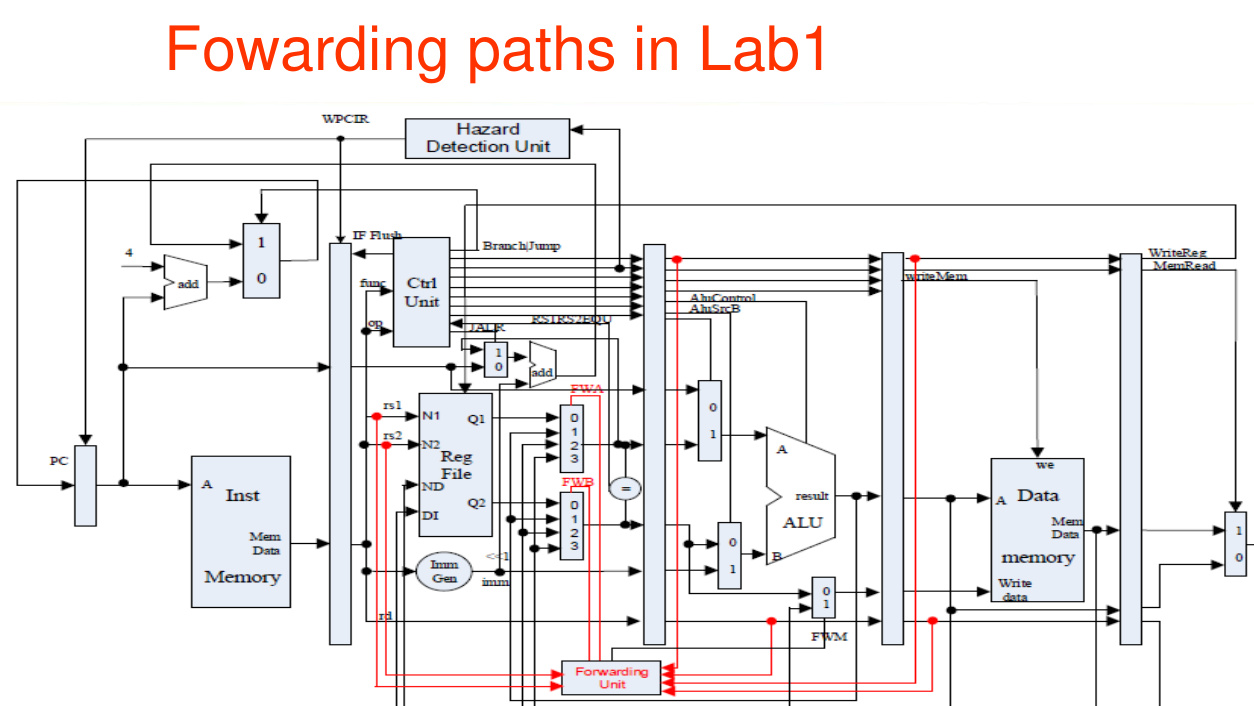 Fowarding paths in Lab1
WPCIR
Hazard
Detection Unit
IF Flush
Branch|Jump
WriteReg
MemRead
writeMem
4
1
0
add
func
Ctrl
Unit
op
AluControl
AluSrcB
RS1RS2EQU
JALR
1
0
add
FWA
rs1
N1
Q1
0
1
2
3
rs2
N2
Reg
File
ND
Q2
DI
FWB
0
1
2
3
=
0
1
A
result
ALU
B
0
1
we
A
Data
Mem
Data
memory
Write
data
1
0
PC
A
Inst
Mem
Data
Memory
Imm
Gen
<<1
imm
0
1
rd
FWM
Forwarding
Unit